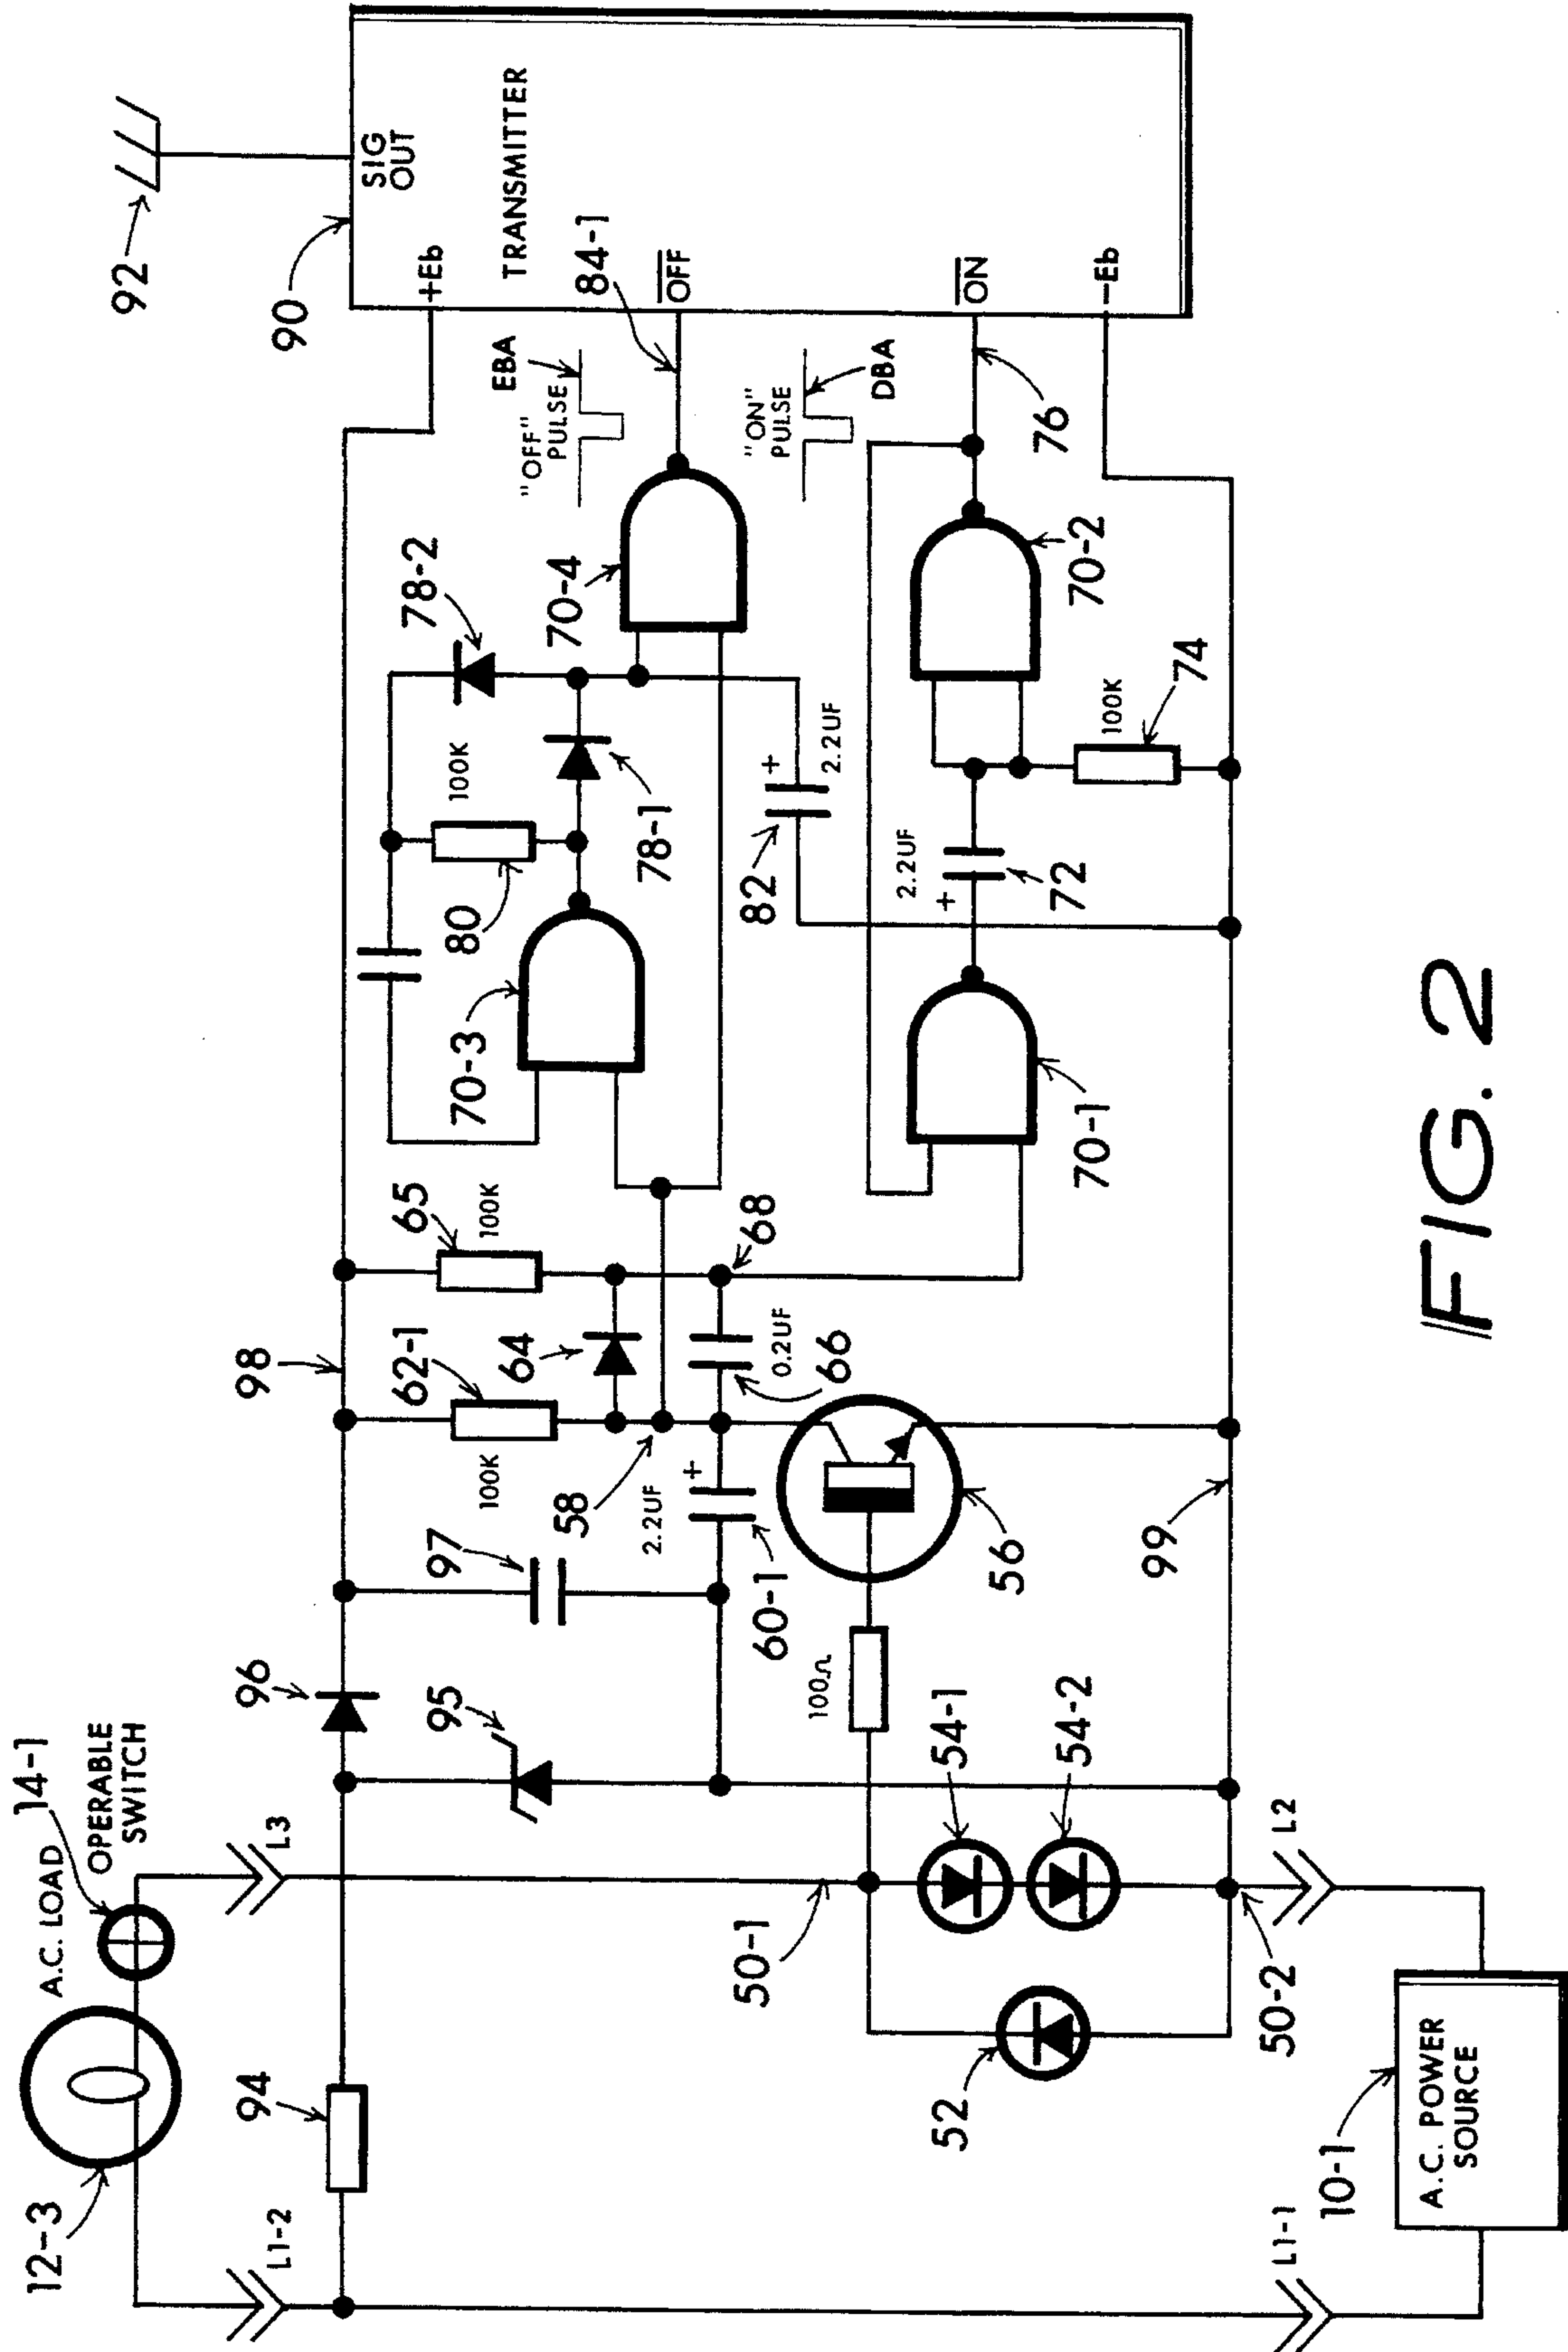 12-3
A.C. LOAD
14-1
OPERABLE
SWITCH
L1-2
L3
94
96
98
95
97
62-1
100K
65
100K
58
64
2.2UF
+
60-1
0.2UF
66
68
100Ω
56
50-1
54-1
54-2
52
50-2
99
L1-1
L2
10-1
A.C. POWER
SOURCE
70-3
80
100K
78-2
78-1
70-4
82
+
2.2UF
"OFF"
PULSE
EBA
84-1
"ON"
PULSE
DBA
70-1
2.2UF
+
72
70-2
100K
74
76
92
90
SIG
OUT
+Eb
TRANSMITTER
OFF
ON
-Eb
FIG. 2